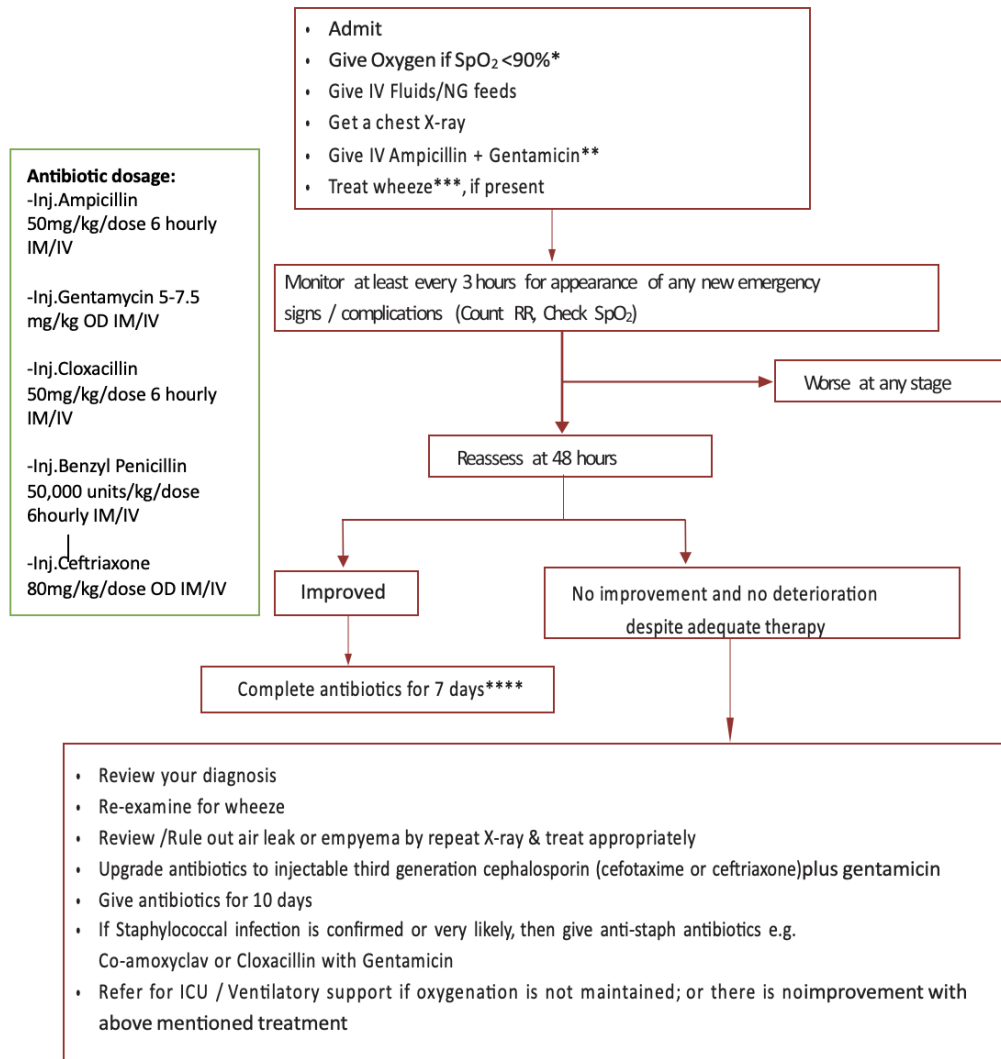 • Admit
• Give Oxygen if SpO₂ <90%*
• Give IV Fluids/NG feeds
• Get a chest X-ray
• Give IV Ampicillin + Gentamicin**
• Treat wheeze***, if present
Antibiotic dosage:
-Inj.Ampicillin
50mg/kg/dose 6 hourly
IM/IV
-Inj.Gentamycin 5-7.5
mg/kg OD IM/IV
-Inj.Cloxacillin
50mg/kg/dose 6 hourly
IM/IV
-Inj.Benzyl Penicillin
50,000 units/kg/dose
6hourly IM/IV
-Inj.Ceftriaxone
80mg/kg/dose OD IM/IV
Monitor at least every 3 hours for appearance of any new emergency
signs / complications (Count RR, Check SpO₂)
Worse at any stage
Reassess at 48 hours
Improved
No improvement and no deterioration
despite adequate therapy
Complete antibiotics for 7 days****
• Review your diagnosis
• Re-examine for wheeze
• Review /Rule out air leak or empyema by repeat X-ray & treat appropriately
• Upgrade antibiotics to injectable third generation cephalosporin (cefotaxime or ceftriaxone)plus gentamicin
• Give antibiotics for 10 days
• If Staphylococcal infection is confirmed or very likely, then give anti-staph antibiotics e.g.
Co-amoxyclav or Cloxacillin with Gentamicin
• Refer for ICU / Ventilatory support if oxygenation is not maintained; or there is noimprovement with
above mentioned treatment